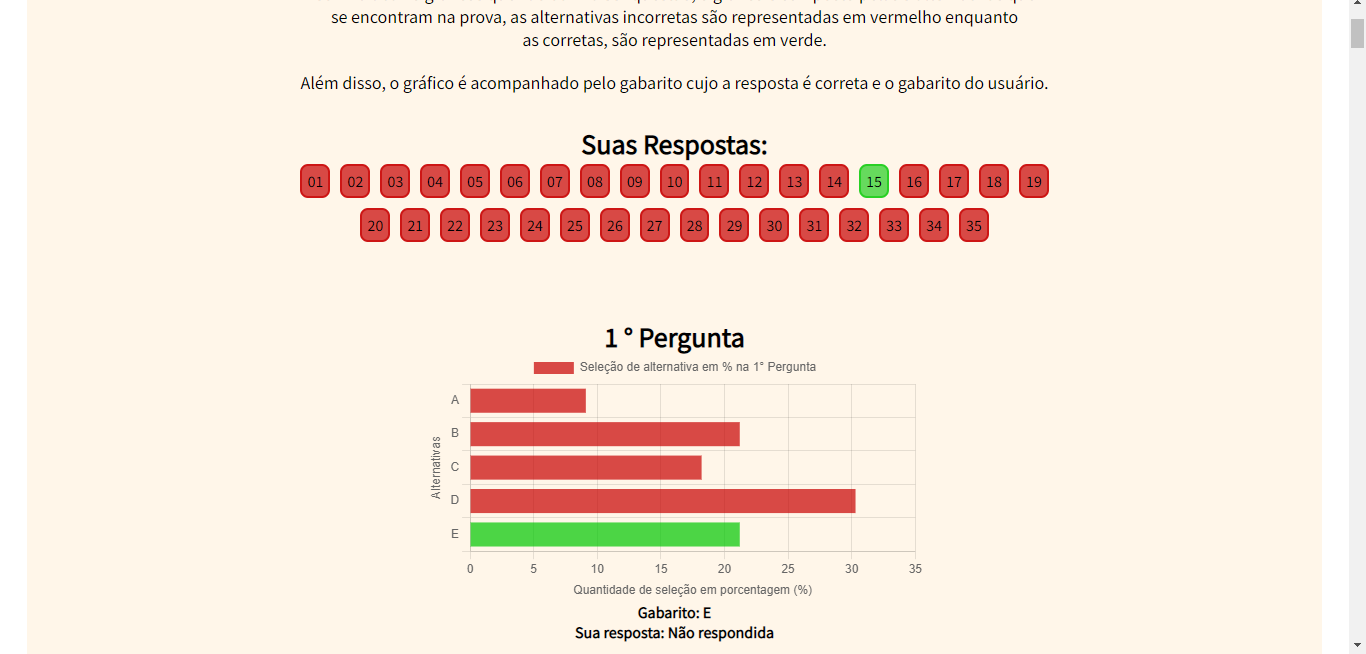 se encontram na prova, as alternativas incorretas são representadas em vermelho enquanto
as corretas, são representadas em verde.
Além disso, o gráfico é acompanhado pelo gabarito cujo a resposta é correta e o gabarito do usuário.
Suas Respostas:
01 02 03 04 05 06 07 08 09 10 11 12 13 14 15 16 17 18 19
20 21 22 23 24 25 26 27 28 29 30 31 32 33 34 35
1 ° Pergunta
Seleção de alternativa em % na 1° Pergunta
Alternativas
A
B
C
D
E
0 5 10 15 20 25 30 35
Quantidade de seleção em porcentagem (%)
Gabarito: E
Sua resposta: Não respondida